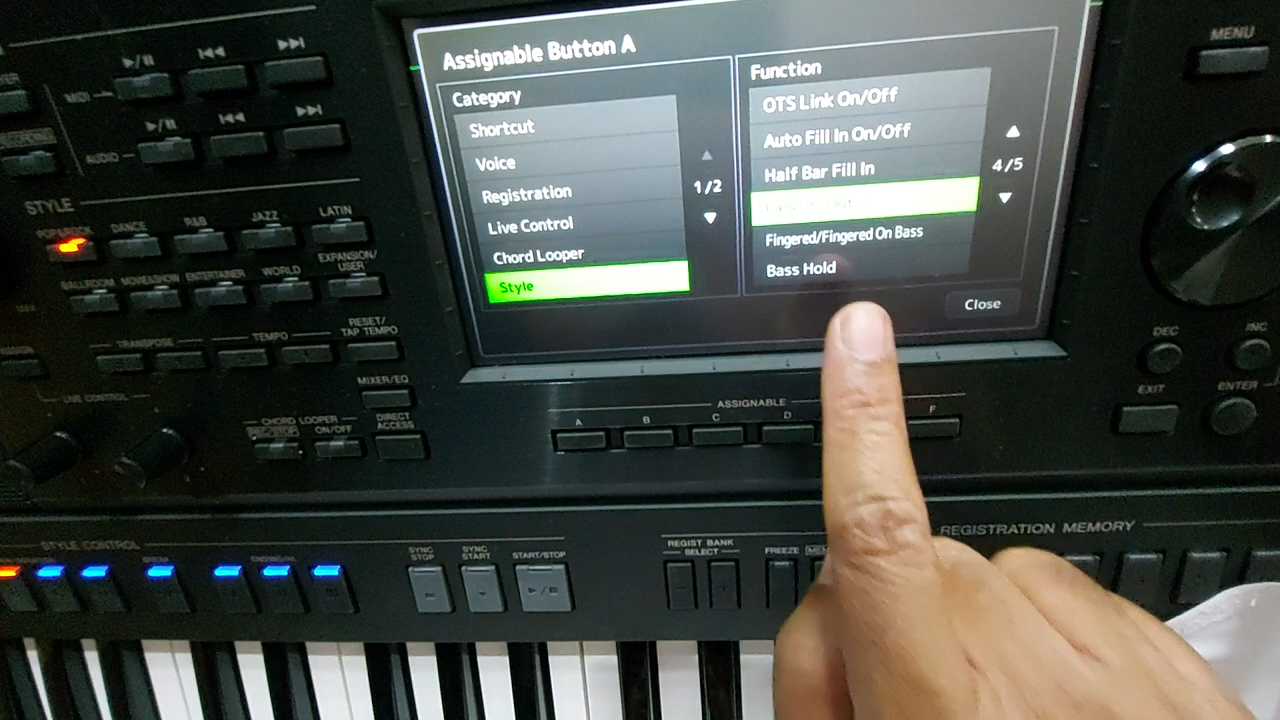 Assignable Button A
Category
Shortcut
Voice
Registration
Live Control
Chord Looper
Style
1/2
Function
OTS Link On/Off
Auto Fill In On/Off
Half Bar Fill In
Fingered/Fingered On Bass
Bass Hold
4/5
Close
MENU
DEC
INC
EXIT
ENTER
MIDI
AUDIO
STYLE
DANCE
R&B
JAZZ
LATIN
BALLROOM
MOVIE&SHOW
ENTERTAINER
WORLD
EXPANSION/
USER
TRANSPOSE
TEMPO
RESET/
TAP TEMPO
LIVE CONTROL
MIXER/EQ
CHORD LOOPER
REC/STOP
ON/OFF
DIRECT
ACCESS
ASSIGNABLE
A
B
C
D
F
STYLE CONTROL
SYNC
STOP
SYNC
START
START/STOP
REGIST BANK
SELECT
FREEZE
REGISTRATION MEMORY